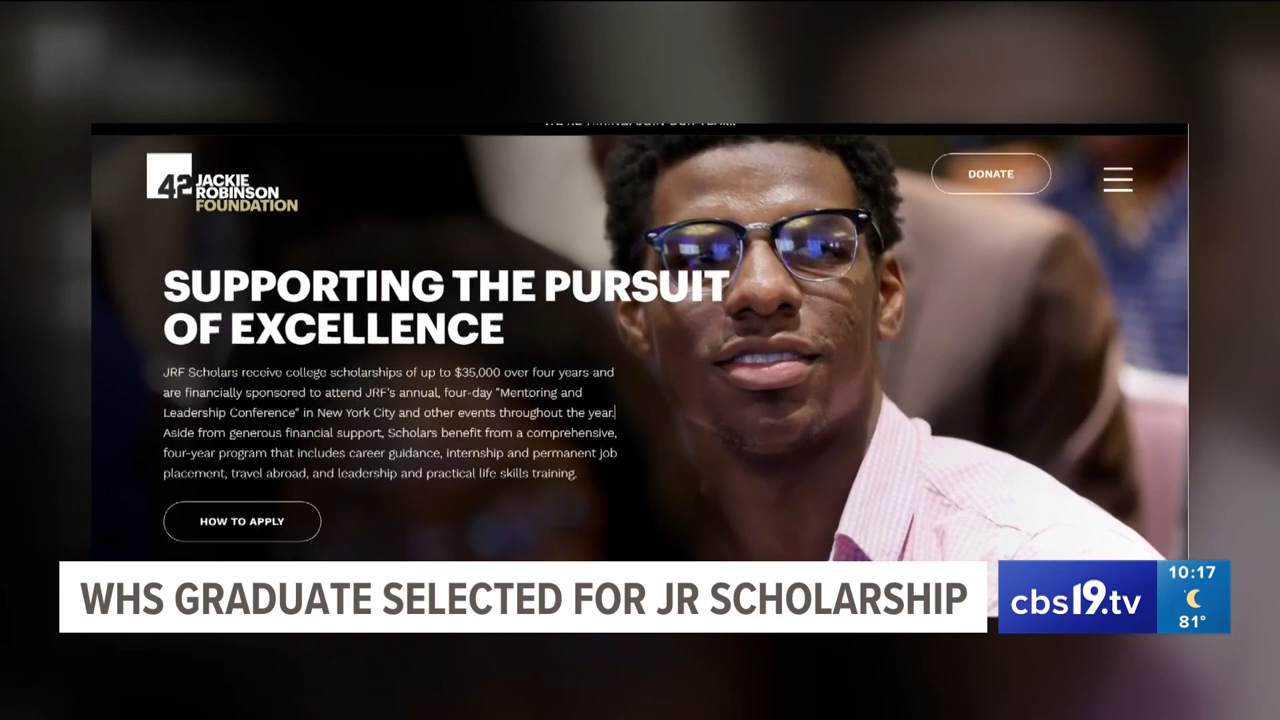 42 JACKIE
ROBINSON
FOUNDATION
DONATE
SUPPORTING THE PURSUIT
OF EXCELLENCE
JRF Scholars receive college scholarships of up to $35,000 over four years and
are financially sponsored to attend JRF's annual, four-day "Mentoring and
Leadership Conference" in New York City and other events throughout the year.
Aside from generous financial support, Scholars benefit from a comprehensive,
four-year program that includes career guidance, internship and permanent job
placement, travel abroad, and leadership and practical life skills training.
HOW TO APPLY
WHS GRADUATE SELECTED FOR JR SCHOLARSHIP
cbs19.tv
10:17
81°